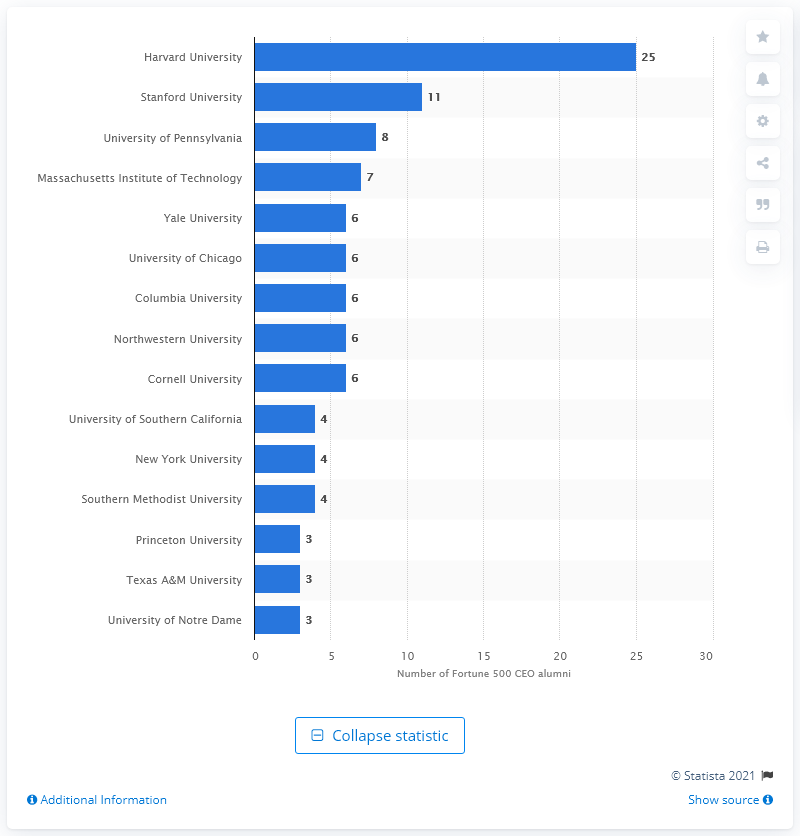 Harvard University 25
Stanford University 11
University of Pennsylvania 8
Massachusetts Institute of Technology 7
Yale University 6
University of Chicago 6
Columbia University 6
Northwestern University 6
Cornell University 6
University of Southern California 4
New York University 4
Southern Methodist University 4
Princeton University 3
Texas A&M University 3
University of Notre Dame 3
0 5 10 15 20 25 30
Number of Fortune 500 CEO alumni
Collapse statistic
© Statista 2021
Additional Information Show source